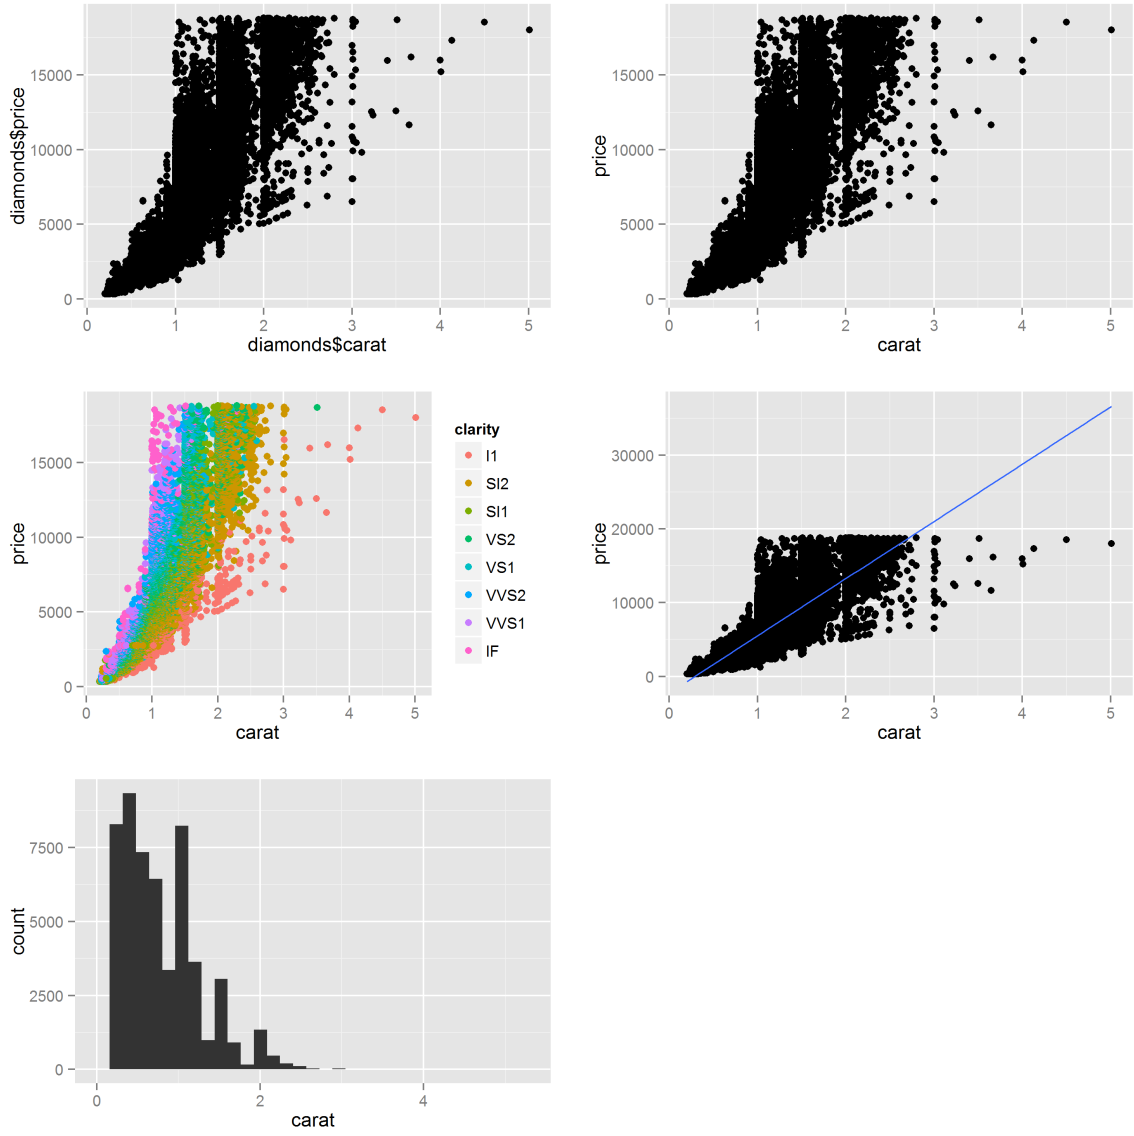 diamonds$price
15000
10000
5000
0
0 1 2 3 4 5
diamonds$carat
price
15000
10000
5000
0
0 1 2 3 4 5
carat
price
15000
10000
5000
0
0 1 2 3 4 5
carat
clarity
I1
SI2
SI1
VS2
VS1
VVS2
VVS1
IF
price
30000
20000
10000
0
0 1 2 3 4 5
carat
count
7500
5000
2500
0
0 2 4
carat